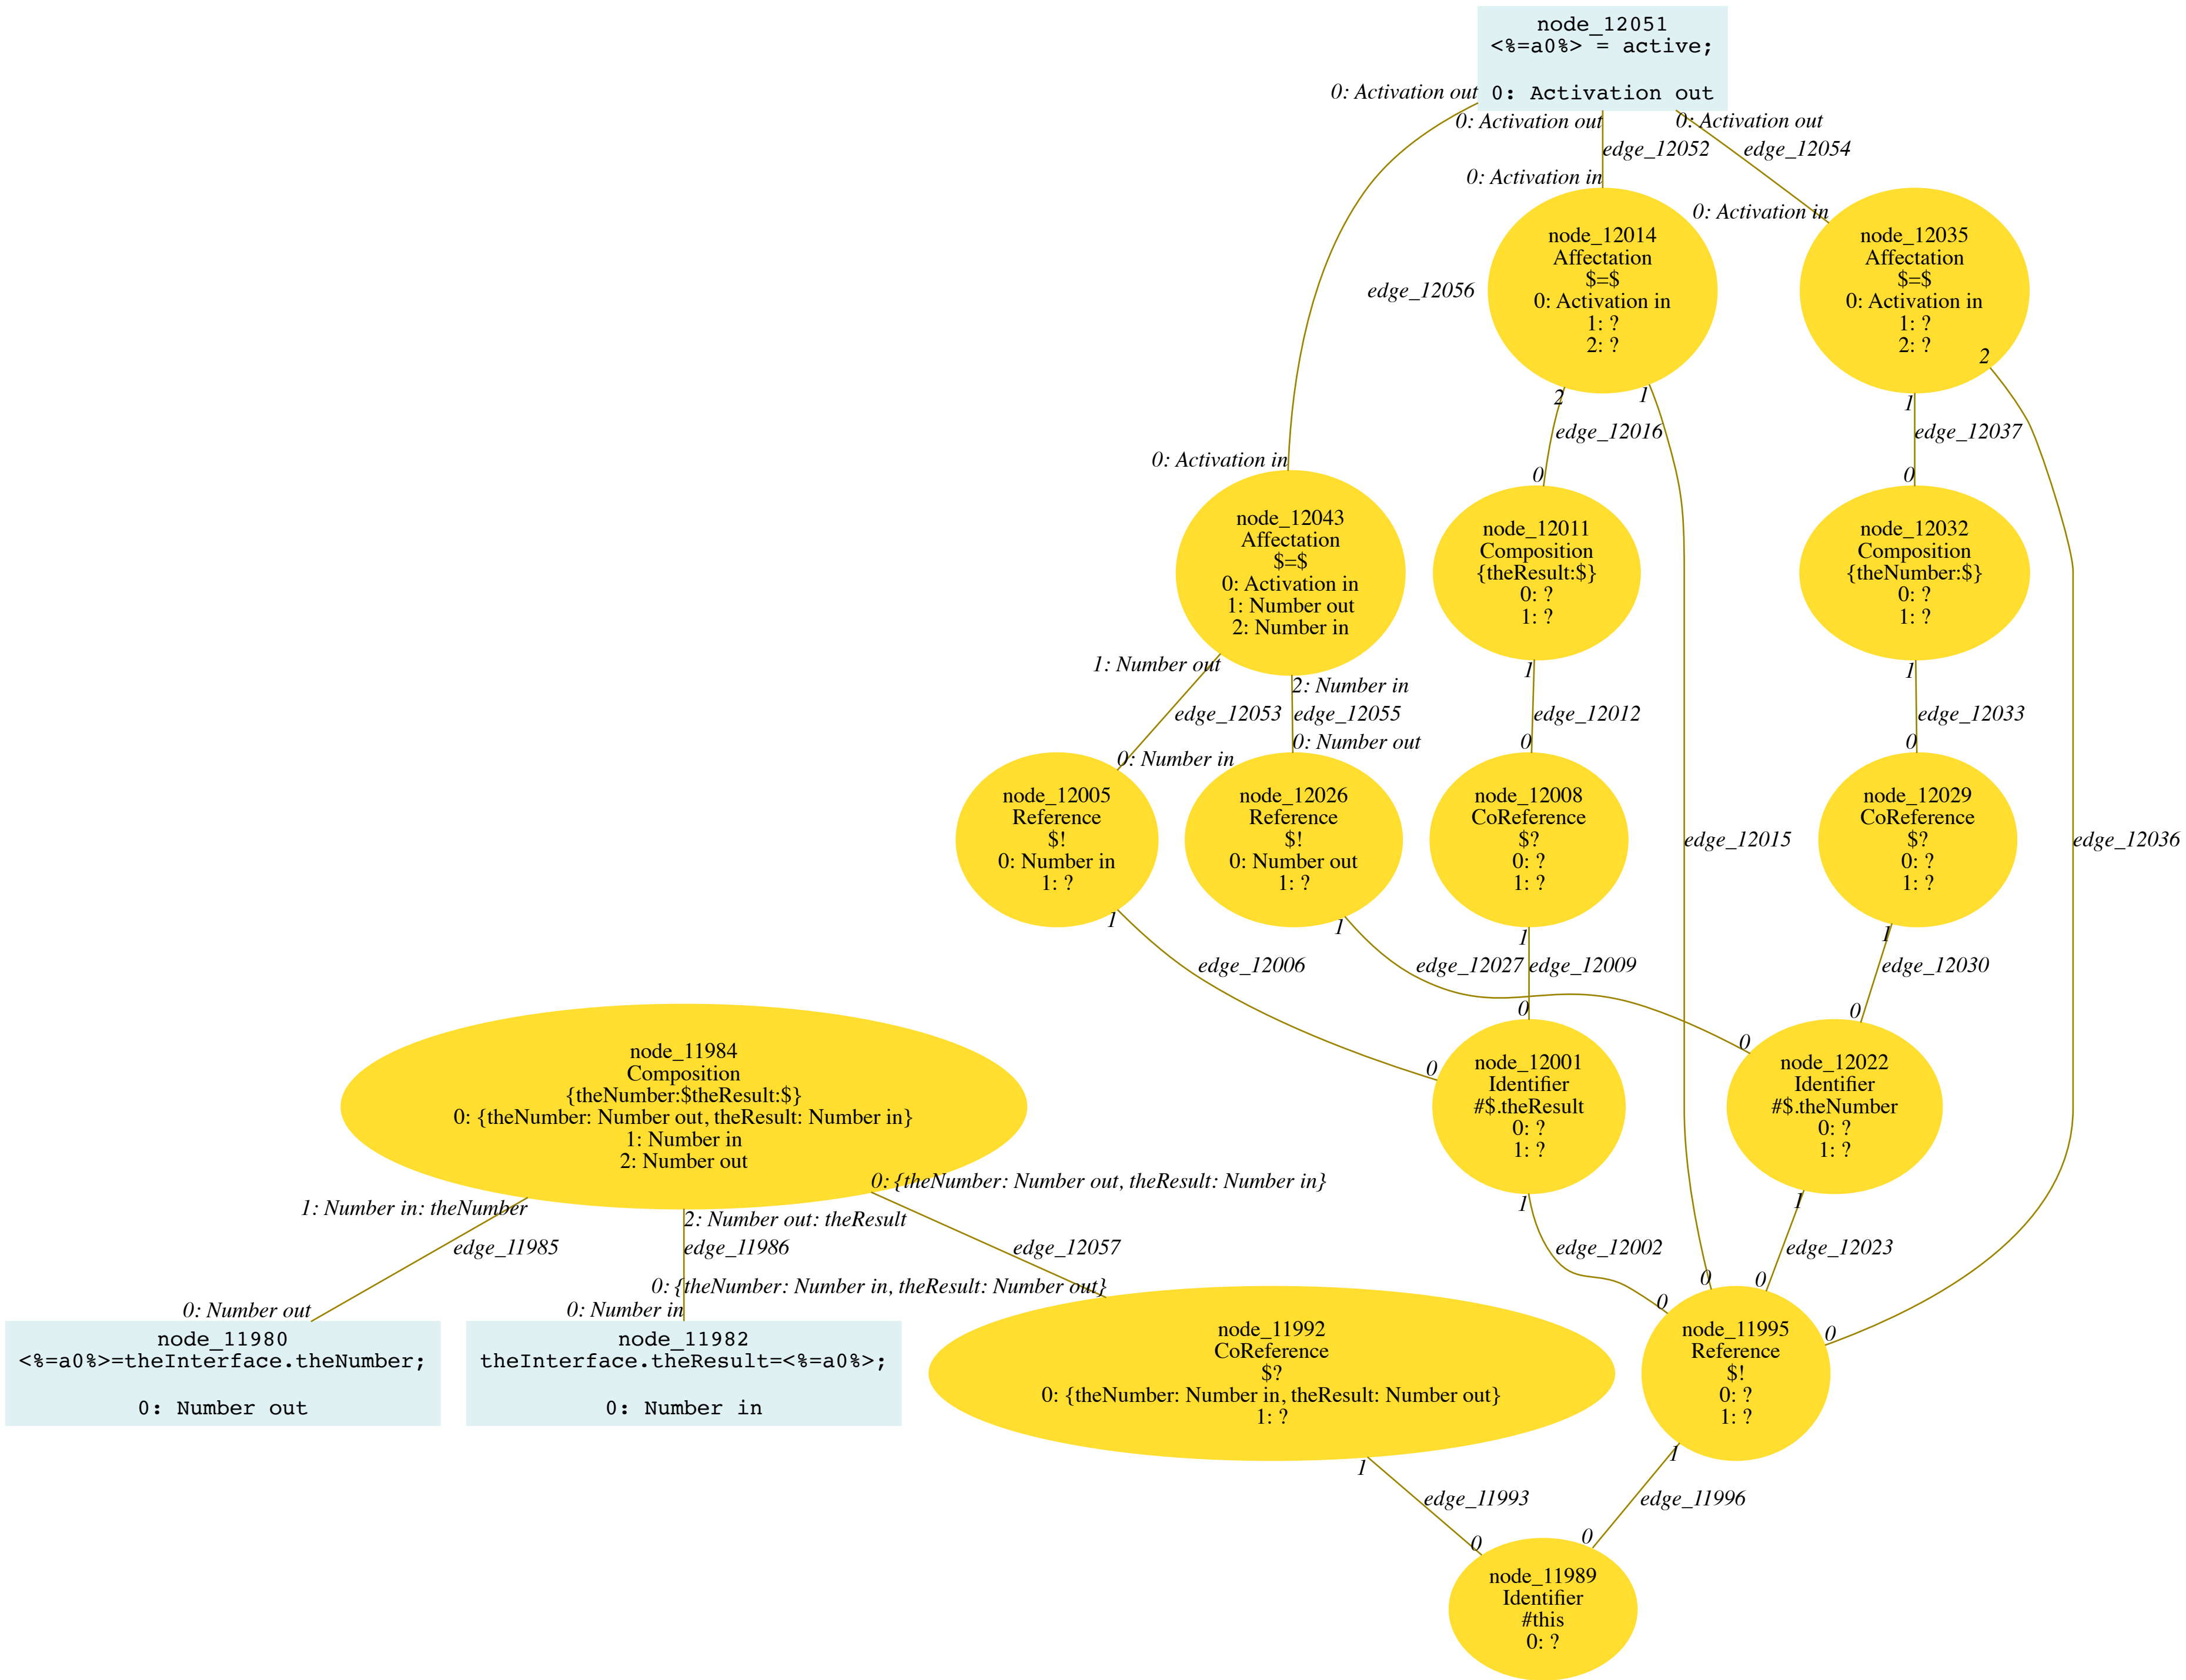 node_12051
<%=a0%> = active;
0: Activation out
0: Activation out
0: Activation out
0: Activation out
edge_12052
edge_12054
0: Activation in
0: Activation in
node_12014
Affectation
$=$
0: Activation in
1: ?
2: ?
node_12035
Affectation
$=$
0: Activation in
1: ?
2: ?
edge_12056
2
2
1
1
edge_12016
edge_12037
0: Activation in
0
0
node_12043
Affectation
$=$
0: Activation in
1: Number out
2: Number in
node_12011
Composition
{theResult:$}
0: ?
1: ?
node_12032
Composition
{theNumber:$}
0: ?
1: ?
1: Number out
2: Number in
1
1
edge_12053
edge_12055
edge_12012
edge_12033
0: Number in
0: Number out
0
0
node_12005
Reference
$!
0: Number in
1: ?
node_12026
Reference
$!
0: Number out
1: ?
node_12008
CoReference
$?
0: ?
1: ?
edge_12015
node_12029
CoReference
$?
0: ?
1: ?
edge_12036
1
1
1
1
edge_12006
edge_12027
edge_12009
edge_12030
0
0
0
0
node_11984
Composition
{theNumber:$theResult:$}
0: {theNumber: Number out, theResult: Number in}
1: Number in
2: Number out
node_12001
Identifier
#$.theResult
0: ?
1: ?
node_12022
Identifier
#$.theNumber
0: ?
1: ?
1: Number in: theNumber
2: Number out: theResult
0: {theNumber: Number out, theResult: Number in}
1
1
edge_11985
edge_11986
edge_12057
edge_12002
edge_12023
0: Number out
0: Number in
0: {theNumber: Number in, theResult: Number out}
0
0
0
0
node_11980
<%=a0%>=theInterface.theNumber;
0: Number out
node_11982
theInterface.theResult=<%=a0%>;
0: Number in
node_11992
CoReference
$?
0: {theNumber: Number in, theResult: Number out}
1: ?
node_11995
Reference
$!
0: ?
1: ?
1
1
edge_11993
edge_11996
0
0
node_11989
Identifier
#this
0: ?